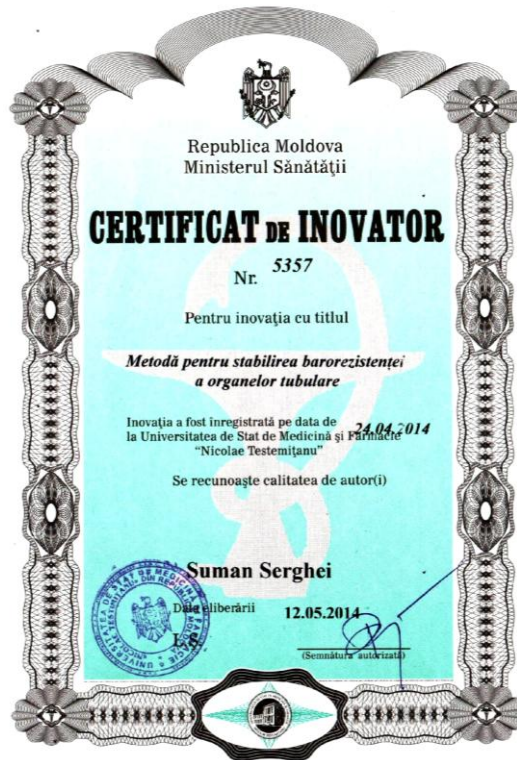 Republica Moldova
Ministerul Sănătăţii
CERTIFICAT DE INOVATOR
Nr. 5357
Pentru inovaţia cu titlul
Metodă pentru stabilirea barorezistenţei
a organelor tubulare
Inovaţia a fost înregistrată pe data de 24.04.2014
la Universitatea de Stat de Medicină şi Farmacie
“Nicolae Testemiţanu”
Se recunoaşte calitatea de autor(i)
Suman Serghei
Data eliberării 12.05.2014
L.Ş.
(Semnătura autorizată)